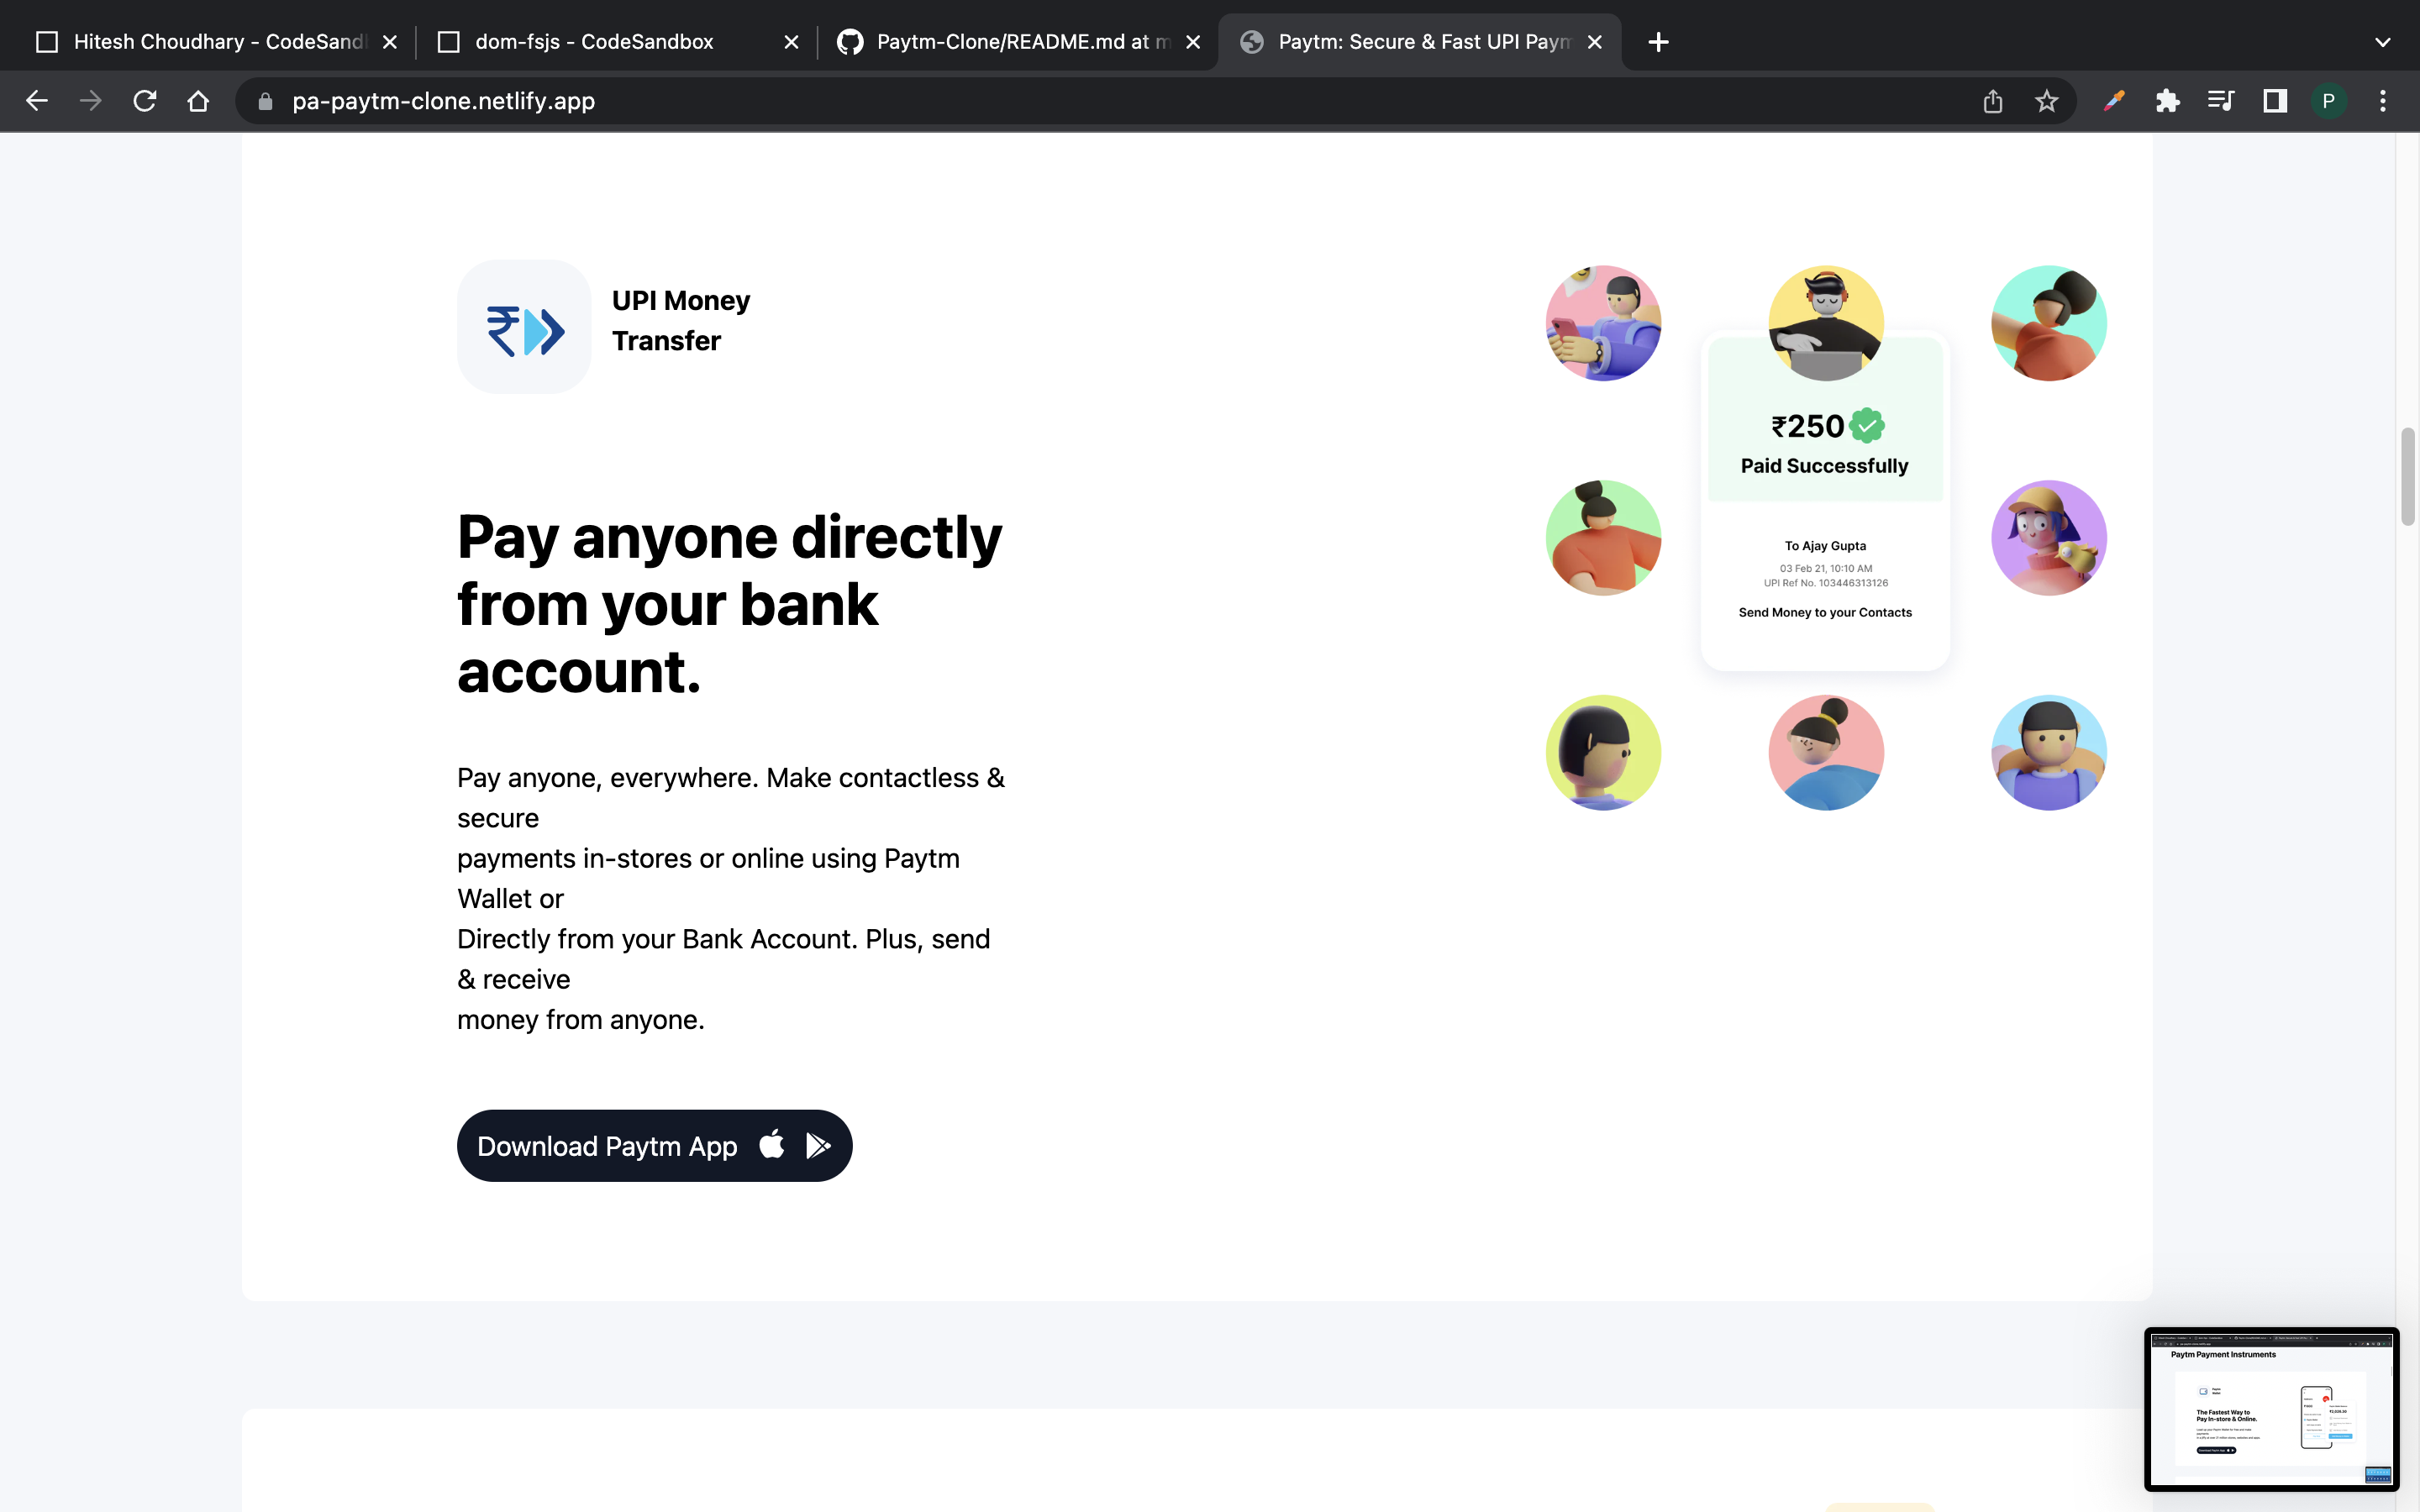 Hitesh Choudhary - CodeSand
dom-fsjs - CodeSandbox
Paytm-Clone/README.md at m
Paytm: Secure & Fast UPI Paym
pa-paytm-clone.netlify.app
P
UPI Money
Transfer
Pay anyone directly
from your bank
account.
Pay anyone, everywhere. Make contactless &
secure
payments in-stores or online using Paytm
Wallet or
Directly from your Bank Account. Plus, send
& receive
money from anyone.
Download Paytm App
₹250
Paid Successfully
To Ajay Gupta
03 Feb 21, 10:10 AM
UPI Ref No. 103446313126
Send Money to your Contacts
Paytm Payment Instruments
The Fastest Way to
Pay In-store & Online.